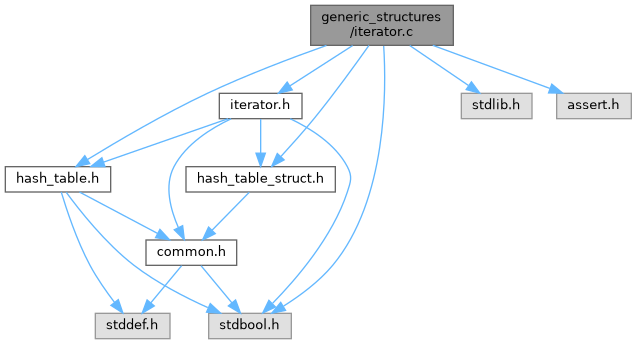 generic_structures
/iterator.c
iterator.h
stdlib.h
assert.h
hash_table.h
hash_table_struct.h
common.h
stddef.h
stdbool.h